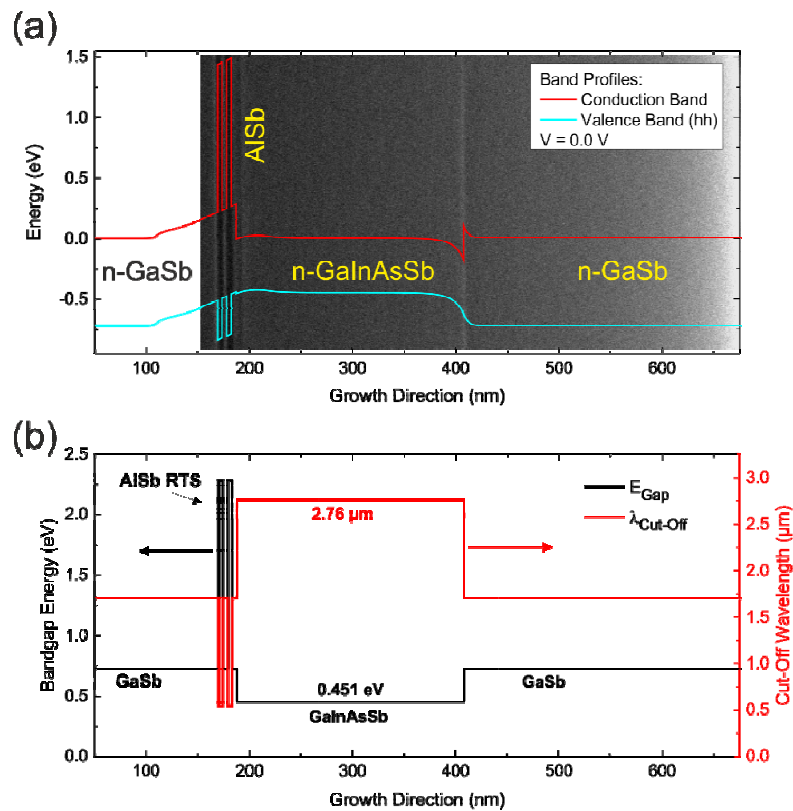 (a)
1.5
1.0
0.5
0.0
-0.5
Energy (eV)
AlSb
Band Profiles:
Conduction Band
Valence Band (hh)
V = 0.0 V
n-GaSb
n-GaInAsSb
n-GaSb
100 200 300 400 500 600
Growth Direction (nm)
(b)
2.5
2.0
1.5
1.0
0.5
0.0
Bandgap Energy (eV)
AlSb RTS
2.76 µm
E Gap
λ Cut-Off
3.0
2.5
2.0
1.5
1.0
0.5
0.0
Cut-Off Wavelength (µm)
GaSb
0.451 eV
GaInAsSb
GaSb
100 200 300 400 500 600
Growth Direction (nm)